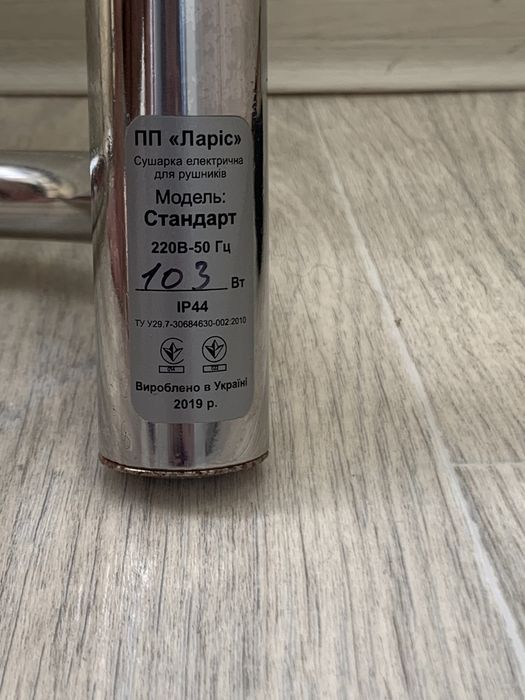 ПП «Ларіс»
Сушарка електрична
для рушників
Модель:
Стандарт
220В-50 Гц
103 Вт
IP44
ТУ У29,7-30684630-002:2010
Вироблено в Україні
2019 р.